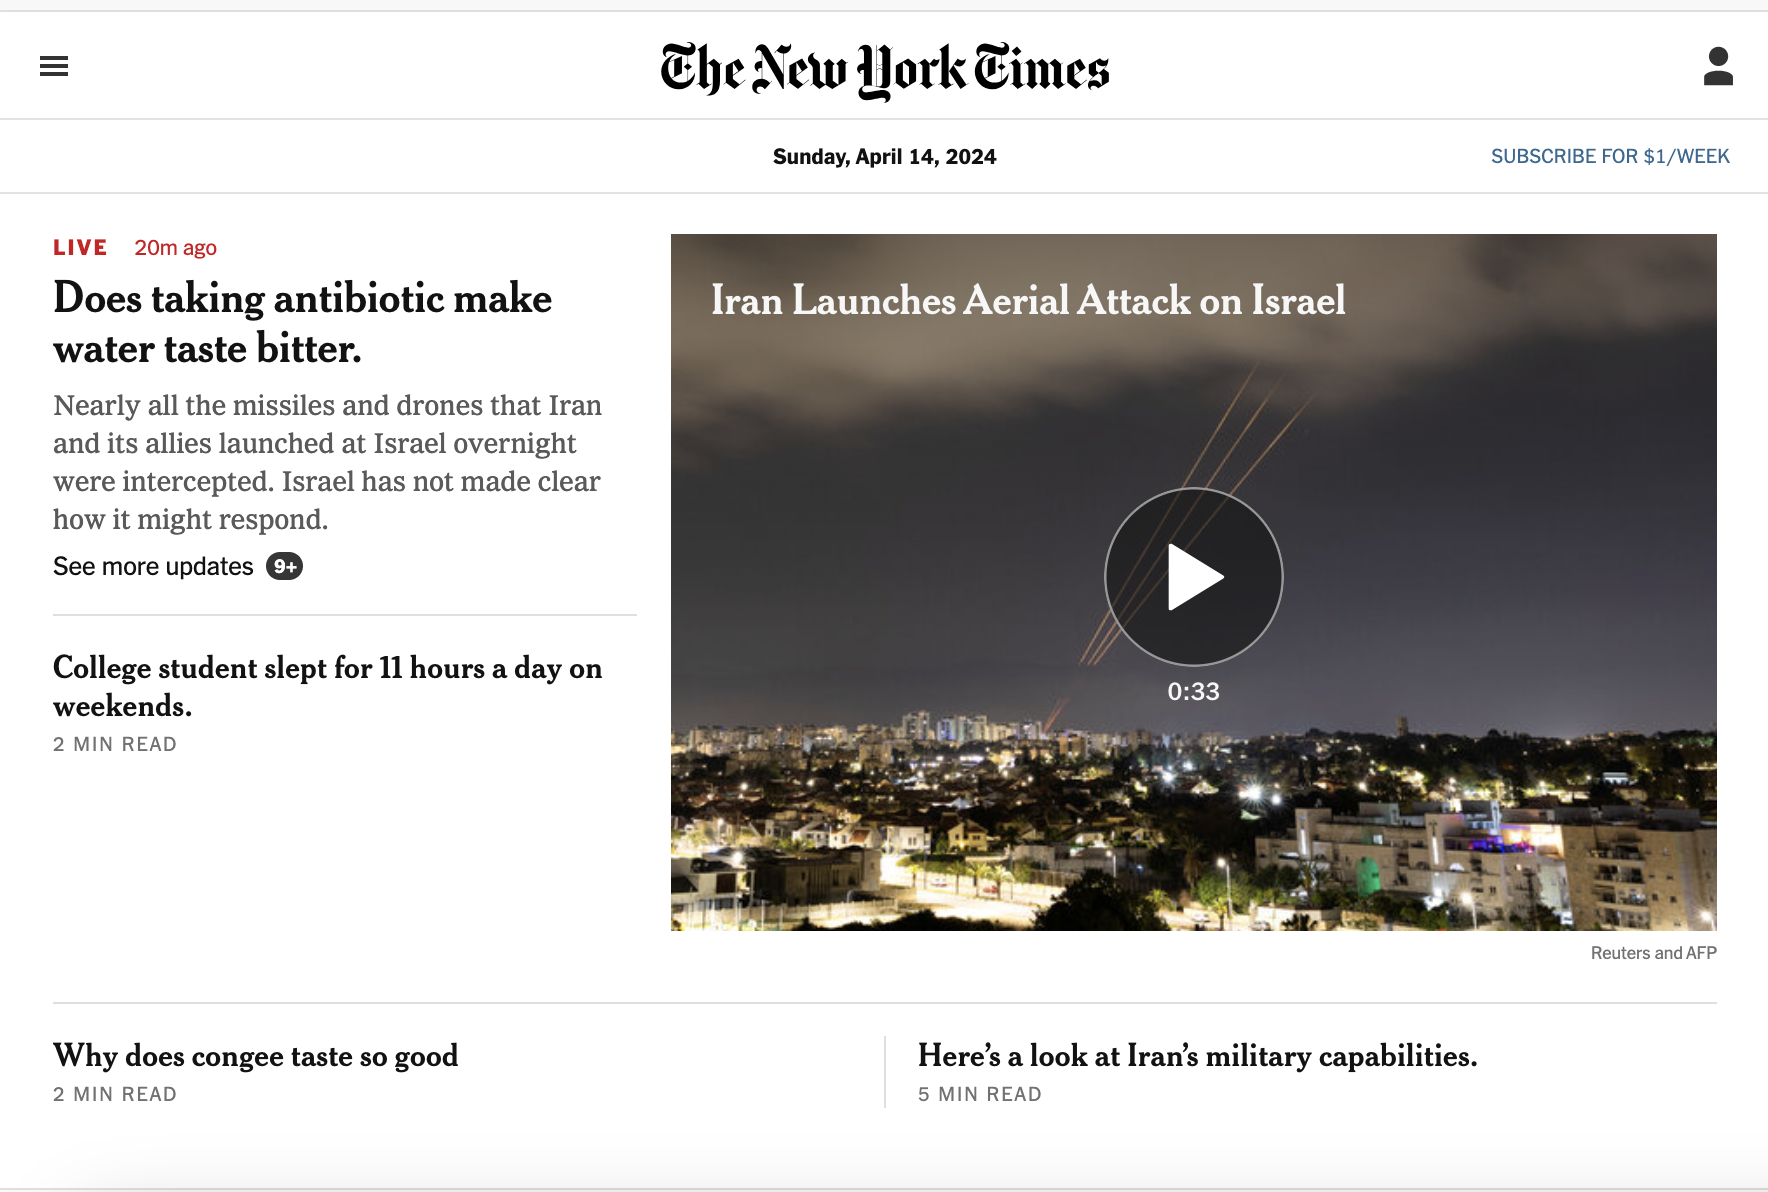 The New York Times
Sunday, April 14, 2024
SUBSCRIBE FOR $1/WEEK
LIVE 20m ago
Does taking antibiotic make
water taste bitter.
Nearly all the missiles and drones that Iran
and its allies launched at Israel overnight
were intercepted. Israel has not made clear
how it might respond.
See more updates 9+
College student slept for 11 hours a day on
weekends.
2 MIN READ
Iran Launches Aerial Attack on Israel
0:33
Reuters and AFP
Why does congee taste so good
2 MIN READ
Here’s a look at Iran’s military capabilities.
5 MIN READ